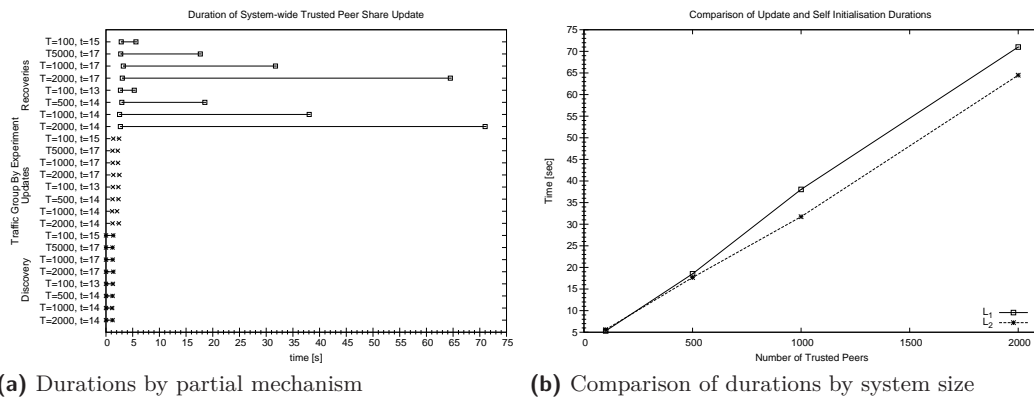 Duration of System-wide Trusted Peer Share Update
T=100, t=15
T5000, t=17
T=1000, t=17
T=2000, t=17
T=100, t=13
T=500, t=14
T=1000, t=14
T=2000, t=14
T=100, t=15
T5000, t=17
T=1000, t=17
T=2000, t=17
T=100, t=13
T=500, t=14
T=1000, t=14
T=2000, t=14
T=100, t=15
T5000, t=17
T=1000, t=17
T=2000, t=17
T=100, t=13
T=500, t=14
T=1000, t=14
T=2000, t=14
Traffic Group By Experiment
Discovery Updates Recoveries
0 5 10 15 20 25 30 35 40 45 50 55 60 65 70 75
time [s]
(a) Durations by partial mechanism
Comparison of Update and Self Initialisation Durations
75
70
65
60
55
50
45
40
35
30
25
20
15
10
5
Time [sec]
0 500 1000 1500 2000
Number of Trusted Peers
L1
L2
(b) Comparison of durations by system size